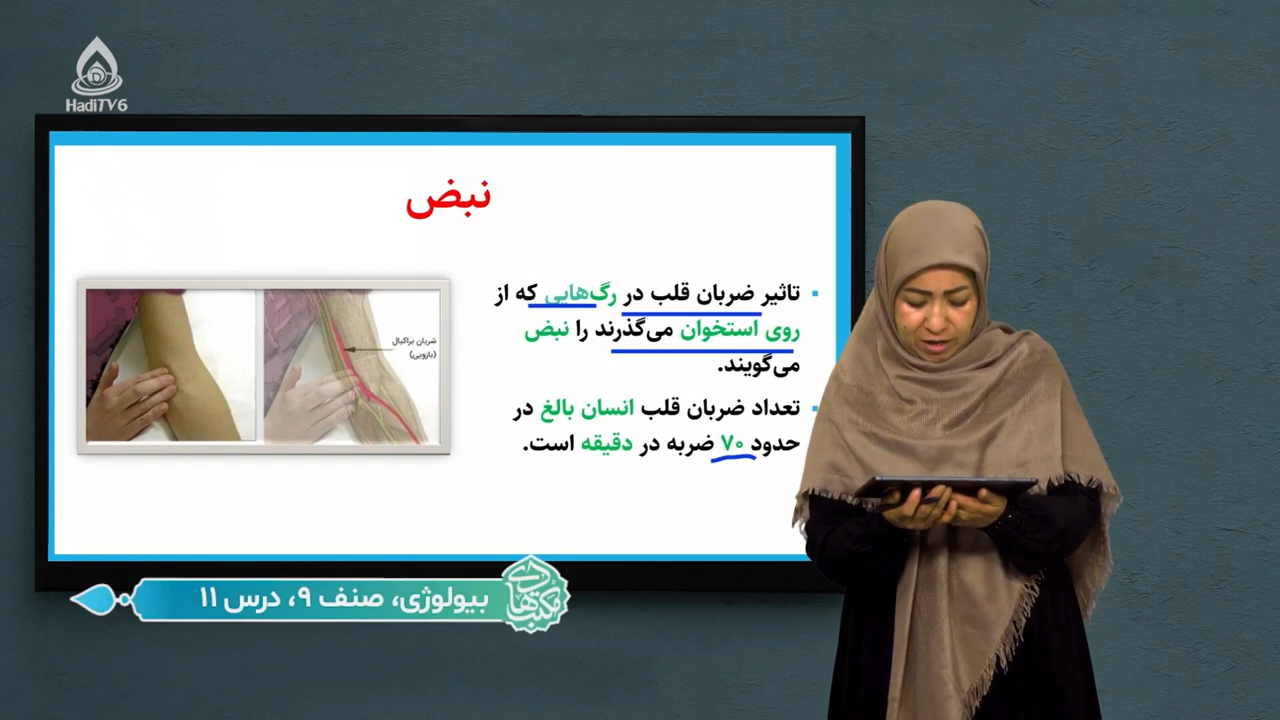 HadiTV6
نبض
تاثیر ضربان قلب در رگ‌هایی که از
روی استخوان می‌گذرند را نبض
می‌گویند.
تعداد ضربان قلب انسان بالغ در
حدود ۷۰ ضربه در دقیقه است.
شریان براکیال
(بازویی)
مکتب هادی
بیولوژی، صنف ۹، درس ۱۱